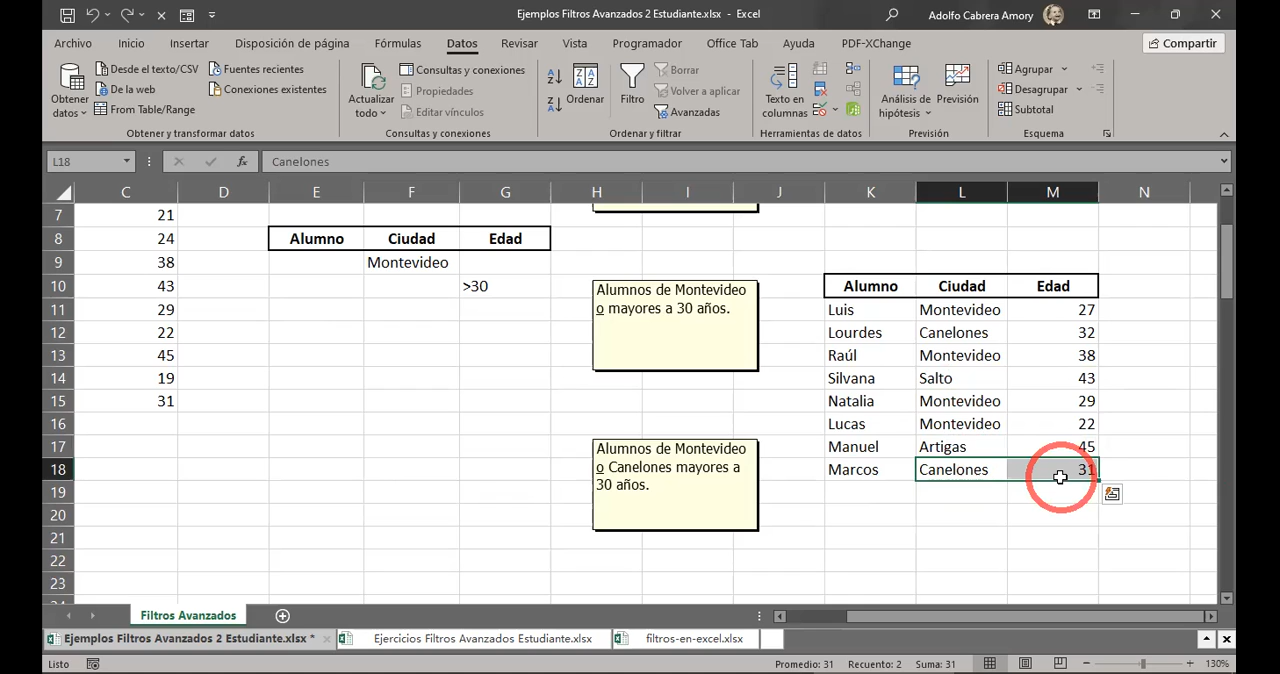 Ejemplos Filtros Avanzados 2 Estudiante.xlsx - Excel
Adolfo Cabrera Amory
Archivo Inicio Insertar Disposición de página Fórmulas Datos Revisar Vista Programador Office Tab Ayuda PDF-XChange Compartir
Obtener datos
Desde el texto/CSV
De la web
From Table/Range
Fuentes recientes
Conexiones existentes
Obtener y transformar datos
Actualizar todo
Consultas y conexiones
Propiedades
Editar vínculos
Consultas y conexiones
Ordenar
Filtro
Borrar
Volver a aplicar
Avanzadas
Ordenar y filtrar
Texto en columnas
Herramientas de datos
Análisis de hipótesis
Previsión
Previsión
Agrupar
Desagrupar
Subtotal
Esquema
L18 fx Canelones
C D E F G H I J K L M N
7 21
8 24 Alumno Ciudad Edad
9 38 Montevideo
10 43 >30 Alumno Ciudad Edad
11 29 Luis Montevideo 27
12 22 Lourdes Canelones 32
13 45 Raúl Montevideo 38
14 19 Silvana Salto 43
15 31 Natalia Montevideo 29
16 Lucas Montevideo 22
17 Manuel Artigas 45
18 Marcos Canelones 31
19
20
21
22
23
24
Alumnos de Montevideo
o mayores a 30 años.
Alumnos de Montevideo
o Canelones mayores a
30 años.
Filtros Avanzados
Ejemplos Filtros Avanzados 2 Estudiante.xlsx * Ejercicios Filtros Avanzados Estudiante.xlsx filtros-en-excel.xlsx
Listo Promedio: 31 Recuento: 2 Suma: 31 130%